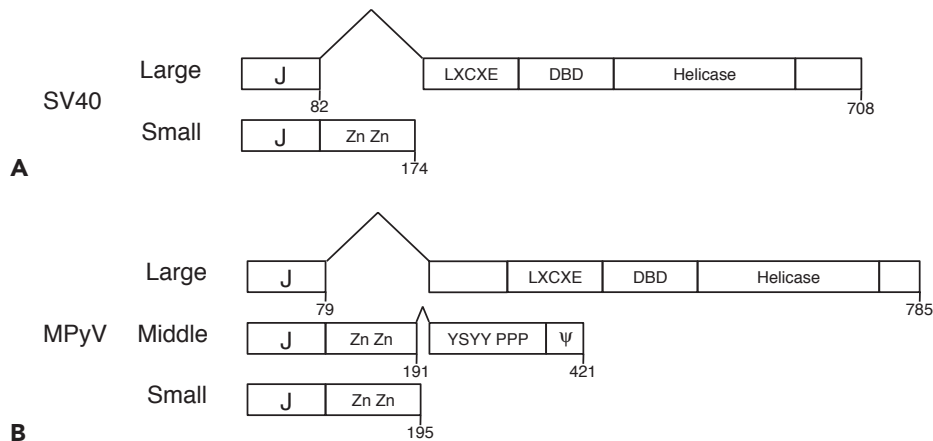 Large J LXCXE DBD Helicase
82 708
SV40
Small J Zn Zn
174
A
Large J LXCXE DBD Helicase
79 785
MPyV Middle J Zn Zn YSYY PPP Ψ
191 421
Small J Zn Zn
195
B